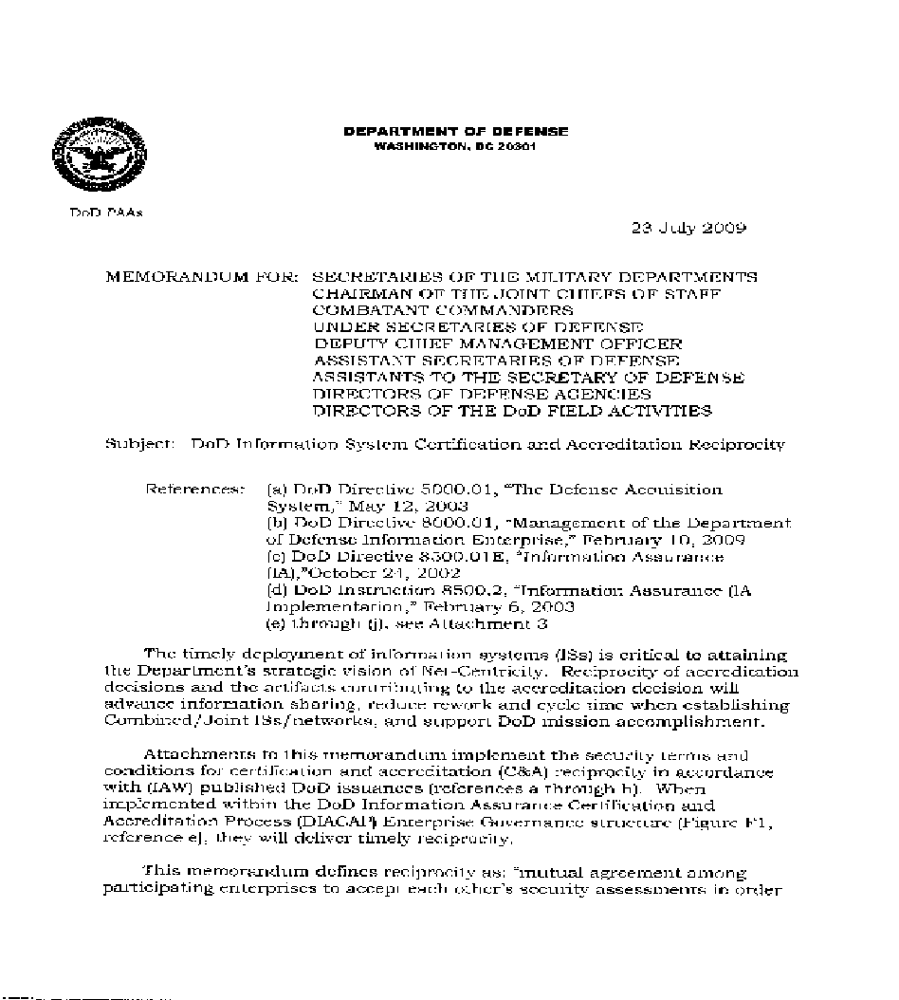 DEPARTMENT OF DEFENSE
WASHINGTON, DC 20301
DoD PAAs
23 July 2009
MEMORANDUM FOR: SECRETARIES OF THE MILITARY DEPARTMENTS
CHAIRMAN OF THE JOINT CHIEFS OF STAFF
COMBATANT COMMANDERS
UNDER SECRETARIES OF DEFENSE
DEPUTY CHIEF MANAGEMENT OFFICER
ASSISTANT SECRETARIES OF DEFENSE
ASSISTANTS TO THE SECRETARY OF DEFENSE
DIRECTORS OF DEFENSE AGENCIES
DIRECTORS OF THE DoD FIELD ACTIVITIES
Subject: DoD Information System Certification and Accreditation Reciprocity
References: (a) DoD Directive 5000.01, “The Defense Acquisition
System,” May 12, 2003
(b) DoD Directive 8000.01, “Management of the Department
of Defense Information Enterprise,” February 10, 2009
(c) DoD Directive 8500.01E, “Information Assurance
(IA),”October 24, 2002
(d) DoD Instruction 8500.2, “Information Assurance (IA
Implementation,” February 6, 2003
(e) through (j), see Attachment 3
The timely deployment of information systems (ISs) is critical to attaining
the Department’s strategic vision of Net-Centricity. Reciprocity of accreditation
decisions and the artifacts contributing to the accreditation decision will
advance information sharing, reduce rework and cycle time when establishing
Combined/Joint ISs/networks, and support DoD mission accomplishment.
Attachments to this memorandum implement the security terms and
conditions for certification and accreditation (C&A) reciprocity in accordance
with (IAW) published DoD issuances (references a through h). When
implemented within the DoD Information Assurance Certification and
Accreditation Process (DIACAP) Enterprise Governance structure (Figure F1,
reference e), they will deliver timely reciprocity.
This memorandum defines reciprocity as: “mutual agreement among
participating enterprises to accept each other’s security assessments in order